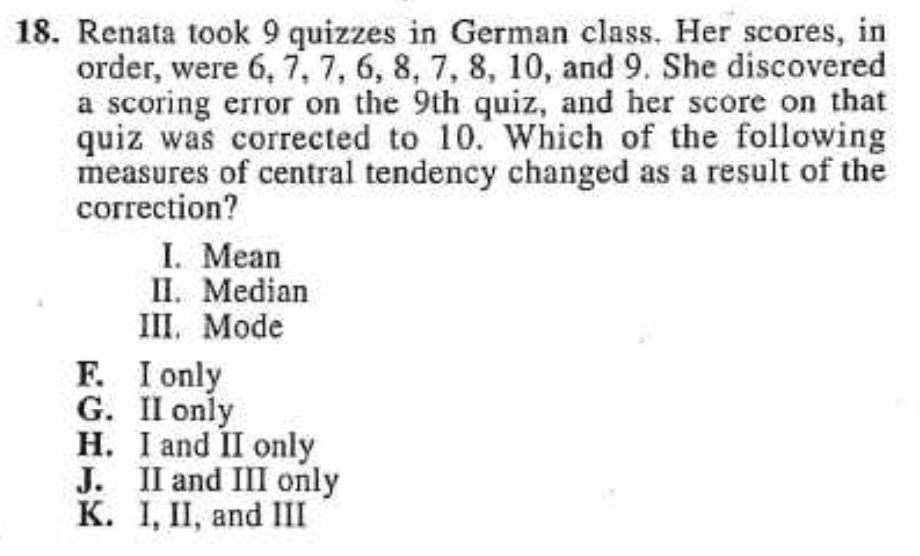 18. Renata took 9 quizzes in German class. Her scores, in
order, were 6, 7, 7, 6, 8, 7, 8, 10, and 9. She discovered
a scoring error on the 9th quiz, and her score on that
quiz was corrected to 10. Which of the following
measures of central tendency changed as a result of the
correction?
I. Mean
II. Median
III. Mode
F. I only
G. II only
H. I and II only
J. II and III only
K. I, II, and III